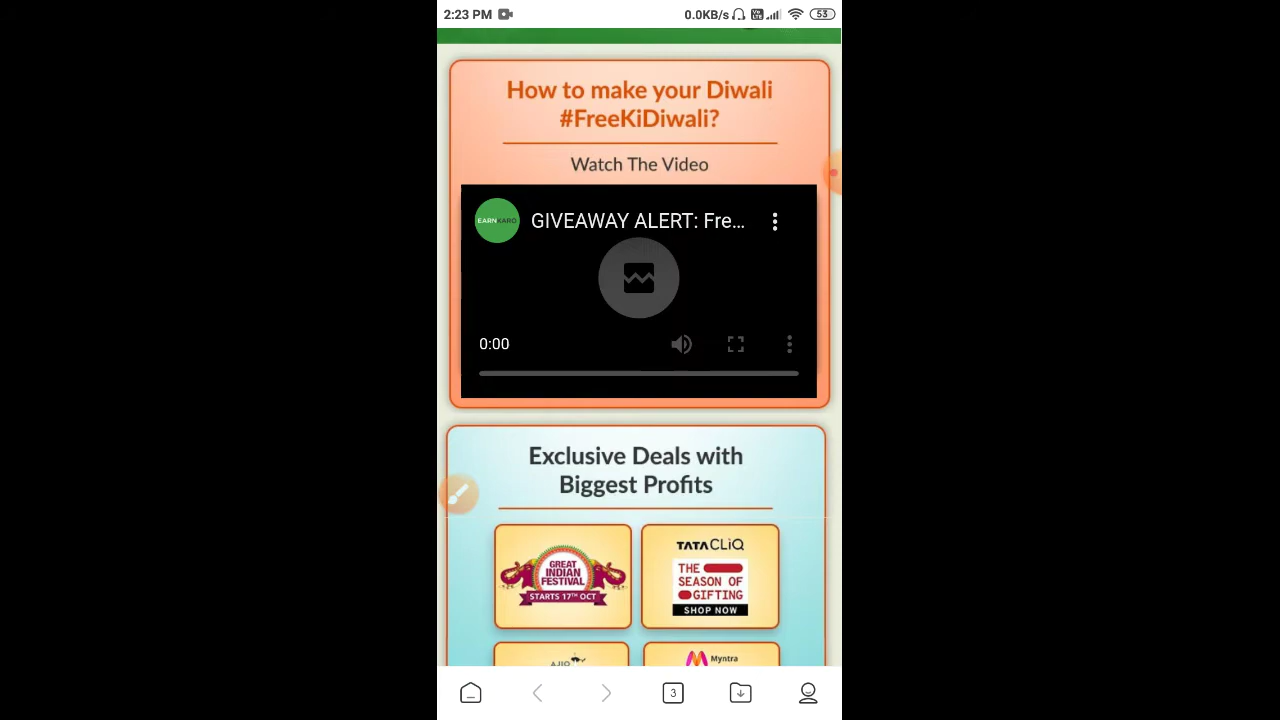 2:23 PM
0.0KB/s
53
How to make your Diwali
#FreeKiDiwali?
Watch The Video
EARNKARO
GIVEAWAY ALERT: Fre...
0:00
Exclusive Deals with
Biggest Profits
GREAT
INDIAN
FESTIVAL
STARTS 17TH OCT
TATA CLiQ
THE
SEASON OF
GIFTING
SHOP NOW
AJIO
Myntra
3